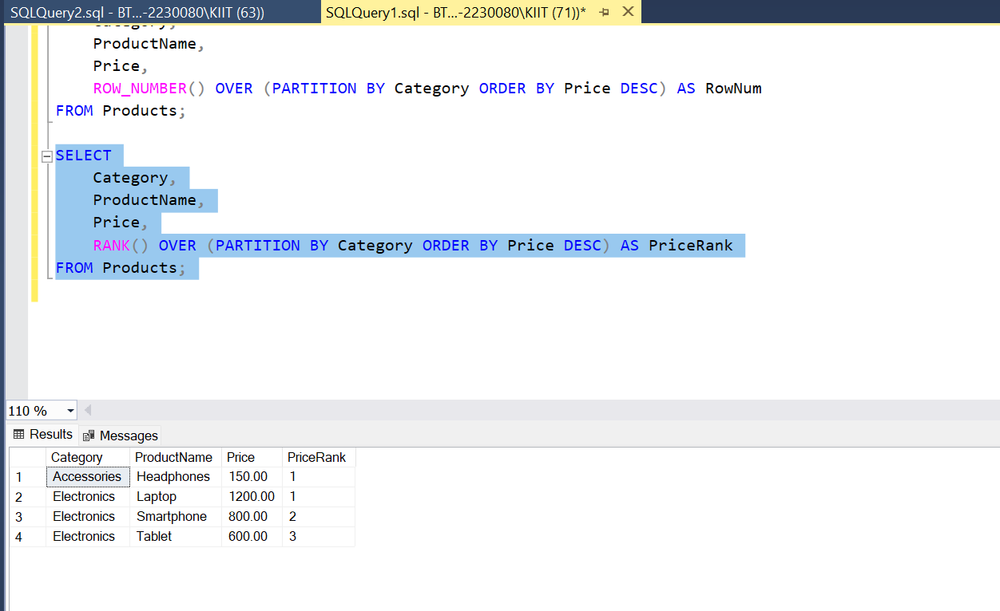 SQLQuery2.sql - BT...-2230080\KIIT (63)) SQLQuery1.sql - BT...-2230080\KIIT (71))*
Category,
ProductName,
Price,
ROW_NUMBER() OVER (PARTITION BY Category ORDER BY Price DESC) AS RowNum
FROM Products;
SELECT
Category,
ProductName,
Price,
RANK() OVER (PARTITION BY Category ORDER BY Price DESC) AS PriceRank
FROM Products;
110 %
Results Messages
Category ProductName Price PriceRank
1 Accessories Headphones 150.00 1
2 Electronics Laptop 1200.00 1
3 Electronics Smartphone 800.00 2
4 Electronics Tablet 600.00 3